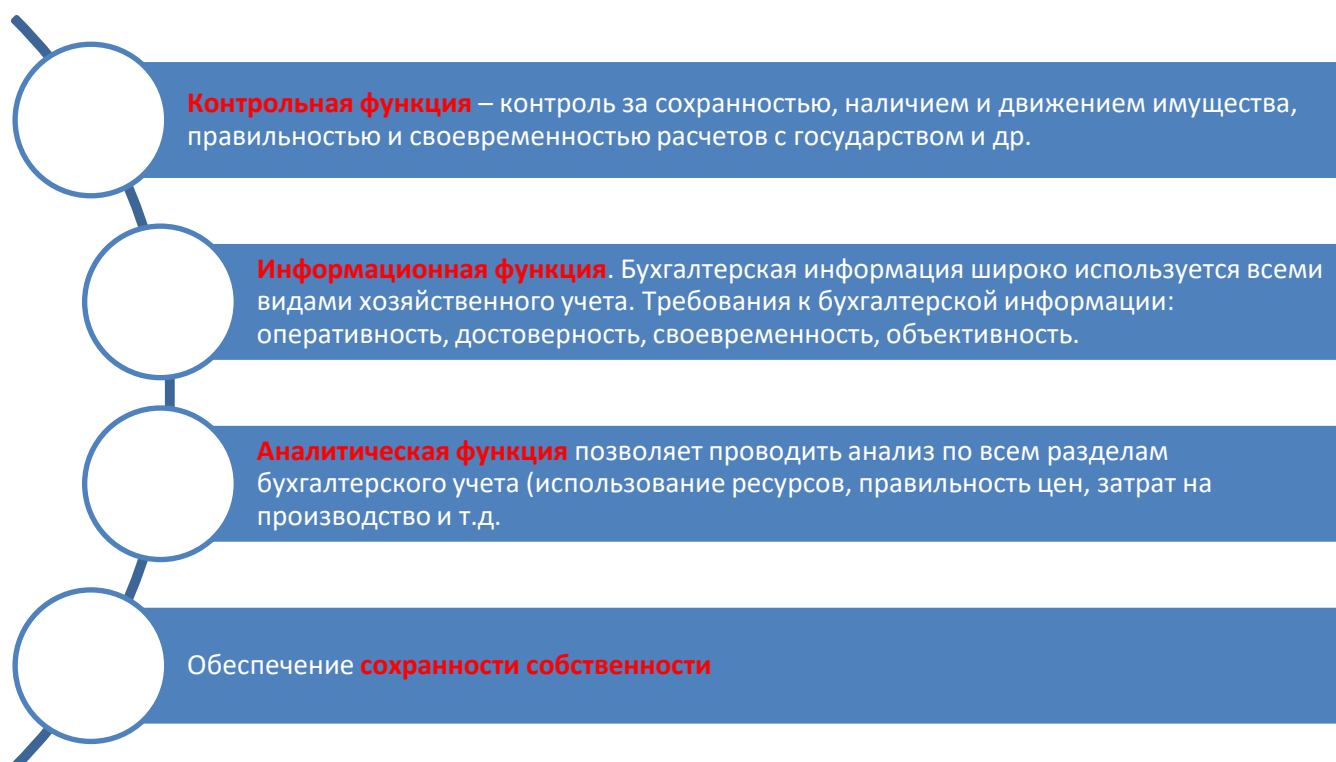 Контрольная функция – контроль за сохранностью, наличием и движением имущества,
правильностью и своевременностью расчетов с государством и др.
Информационная функция. Бухгалтерская информация широко используется всеми
видами хозяйственного учета. Требования к бухгалтерской информации:
оперативность, достоверность, своевременность, объективность.
Аналитическая функция позволяет проводить анализ по всем разделам
бухгалтерского учета (использование ресурсов, правильность цен, затрат на
производство и т.д.
Обеспечение сохранности собственности